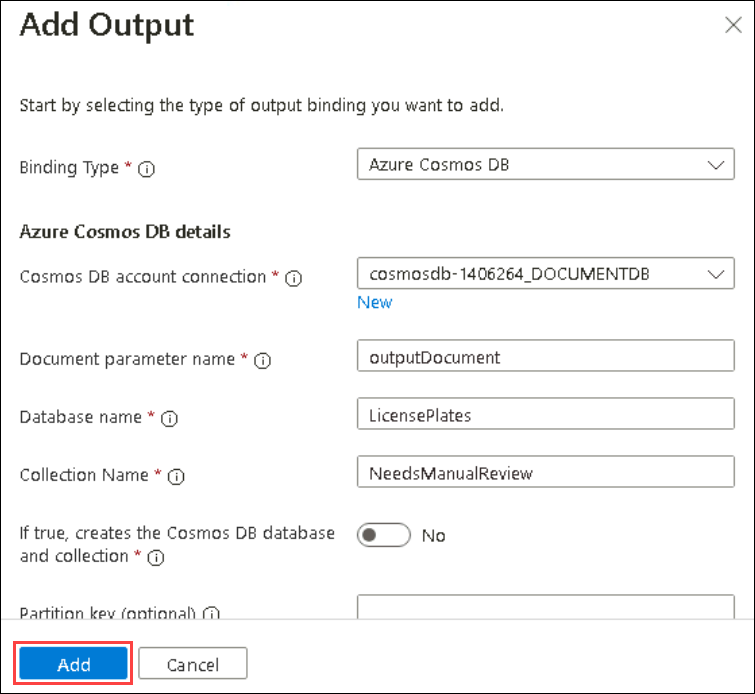 Add Output
Start by selecting the type of output binding you want to add.
Binding Type *
Azure Cosmos DB
Azure Cosmos DB details
Cosmos DB account connection *
cosmosdb-1406264_DOCUMENTDB
New
Document parameter name *
outputDocument
Database name *
LicensePlates
Collection Name *
NeedsManualReview
If true, creates the Cosmos DB database
and collection *
No
Partition key (optional)
Add
Cancel